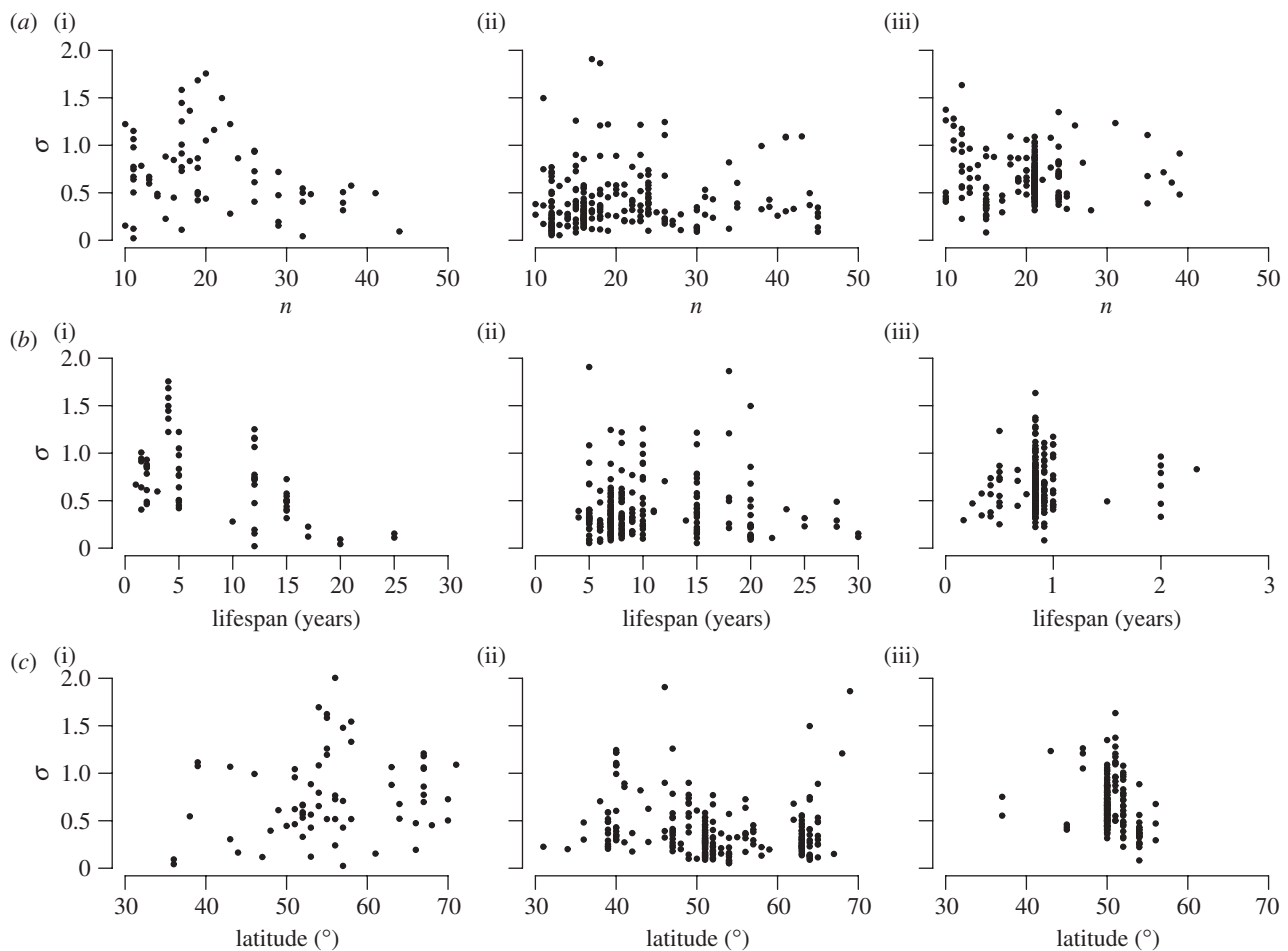 (a) (i) (ii) (iii)
2.0
1.5
1.0
0.5
0
σ
10 20 30 40 50 10 20 30 40 50 10 20 30 40 50
n n n
(b) (i) (ii) (iii)
2.0
1.5
1.0
0.5
0
σ
0 5 10 15 20 25 30 0 5 10 15 20 25 30 0 1 2 3
lifespan (years) lifespan (years) lifespan (years)
(c) (i) (ii) (iii)
2.0
1.5
1.0
0.5
0
σ
30 40 50 60 70 30 40 50 60 70 30 40 50 60 70
latitude (°) latitude (°) latitude (°)